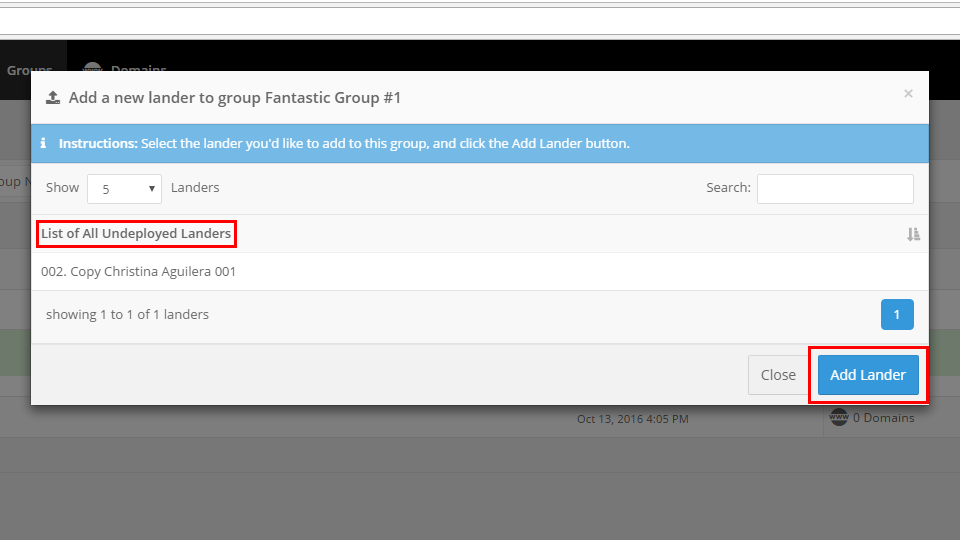 Groups
www Domains
Add a new lander to group Fantastic Group #1
×
Instructions: Select the lander you'd like to add to this group, and click the Add Lander button.
oup N
Show 5 Landers
Search:
List of All Undeployed Landers
002. Copy Christina Aguilera 001
showing 1 to 1 of 1 landers
1
Close
Add Lander
Oct 13, 2016 4:05 PM
www 0 Domains